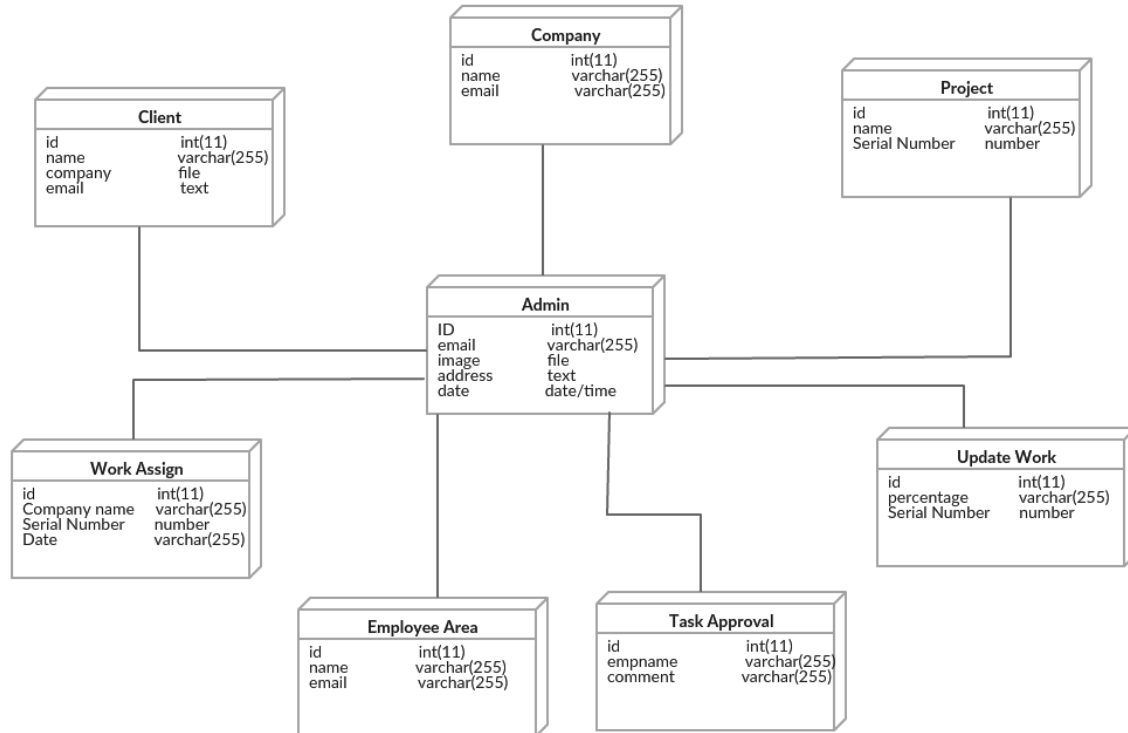 Company
id int(11)
name varchar(255)
email varchar(255)
Project
id int(11)
name varchar(255)
Serial Number number
Client
id int(11)
name varchar(255)
company file
email text
Admin
ID int(11)
email varchar(255)
image file
address text
date date/time
Work Assign
id int(11)
Company name varchar(255)
Serial Number number
Date varchar(255)
Update Work
id int(11)
percentage varchar(255)
Serial Number number
Employee Area
id int(11)
name varchar(255)
email varchar(255)
Task Approval
id int(11)
empname varchar(255)
comment varchar(255)